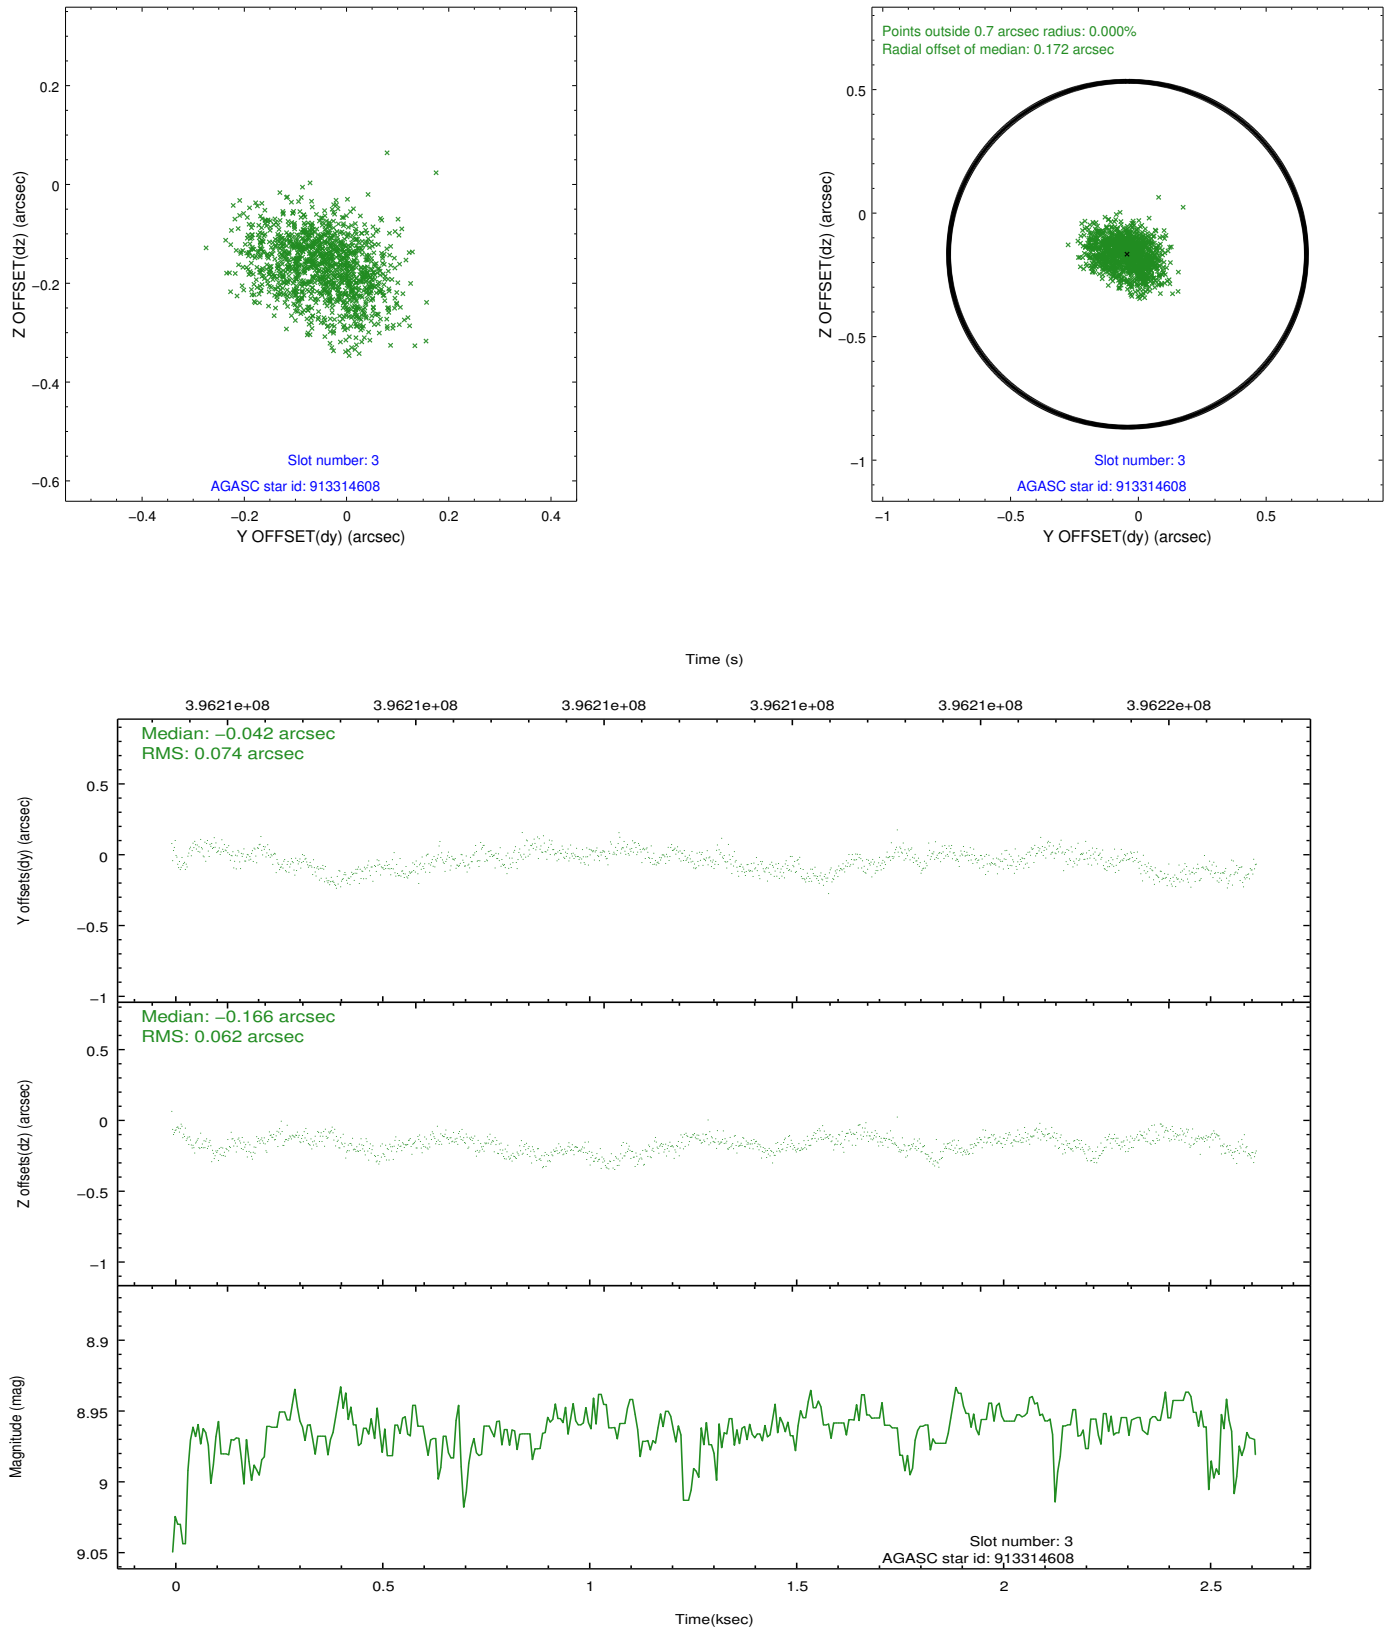 0.2
0
−0.2
−0.4
−0.6
Z OFFSET(dz) (arcsec)
Slot number: 3
AGASC star id: 913314608
−0.4 −0.2 0 0.2 0.4
Y OFFSET(dy) (arcsec)
Points outside 0.7 arcsec radius: 0.000%
Radial offset of median: 0.172 arcsec
0.5
0
−0.5
−1
Z OFFSET(dz) (arcsec)
Slot number: 3
AGASC star id: 913314608
−1 −0.5 0 0.5
Y OFFSET(dy) (arcsec)
Time (s)
3.9621e+08 3.9621e+08 3.9621e+08 3.9621e+08 3.9621e+08 3.9622e+08
Median: −0.042 arcsec
RMS: 0.074 arcsec
0.5
0
−0.5
−1
Y offsets(dy) (arcsec)
Median: −0.166 arcsec
RMS: 0.062 arcsec
0.5
0
−0.5
−1
Z offsets(dz) (arcsec)
8.9
8.95
9
9.05
Magnitude (mag)
Slot number: 3
AGASC star id: 913314608
0 0.5 1 1.5 2 2.5
Time(ksec)